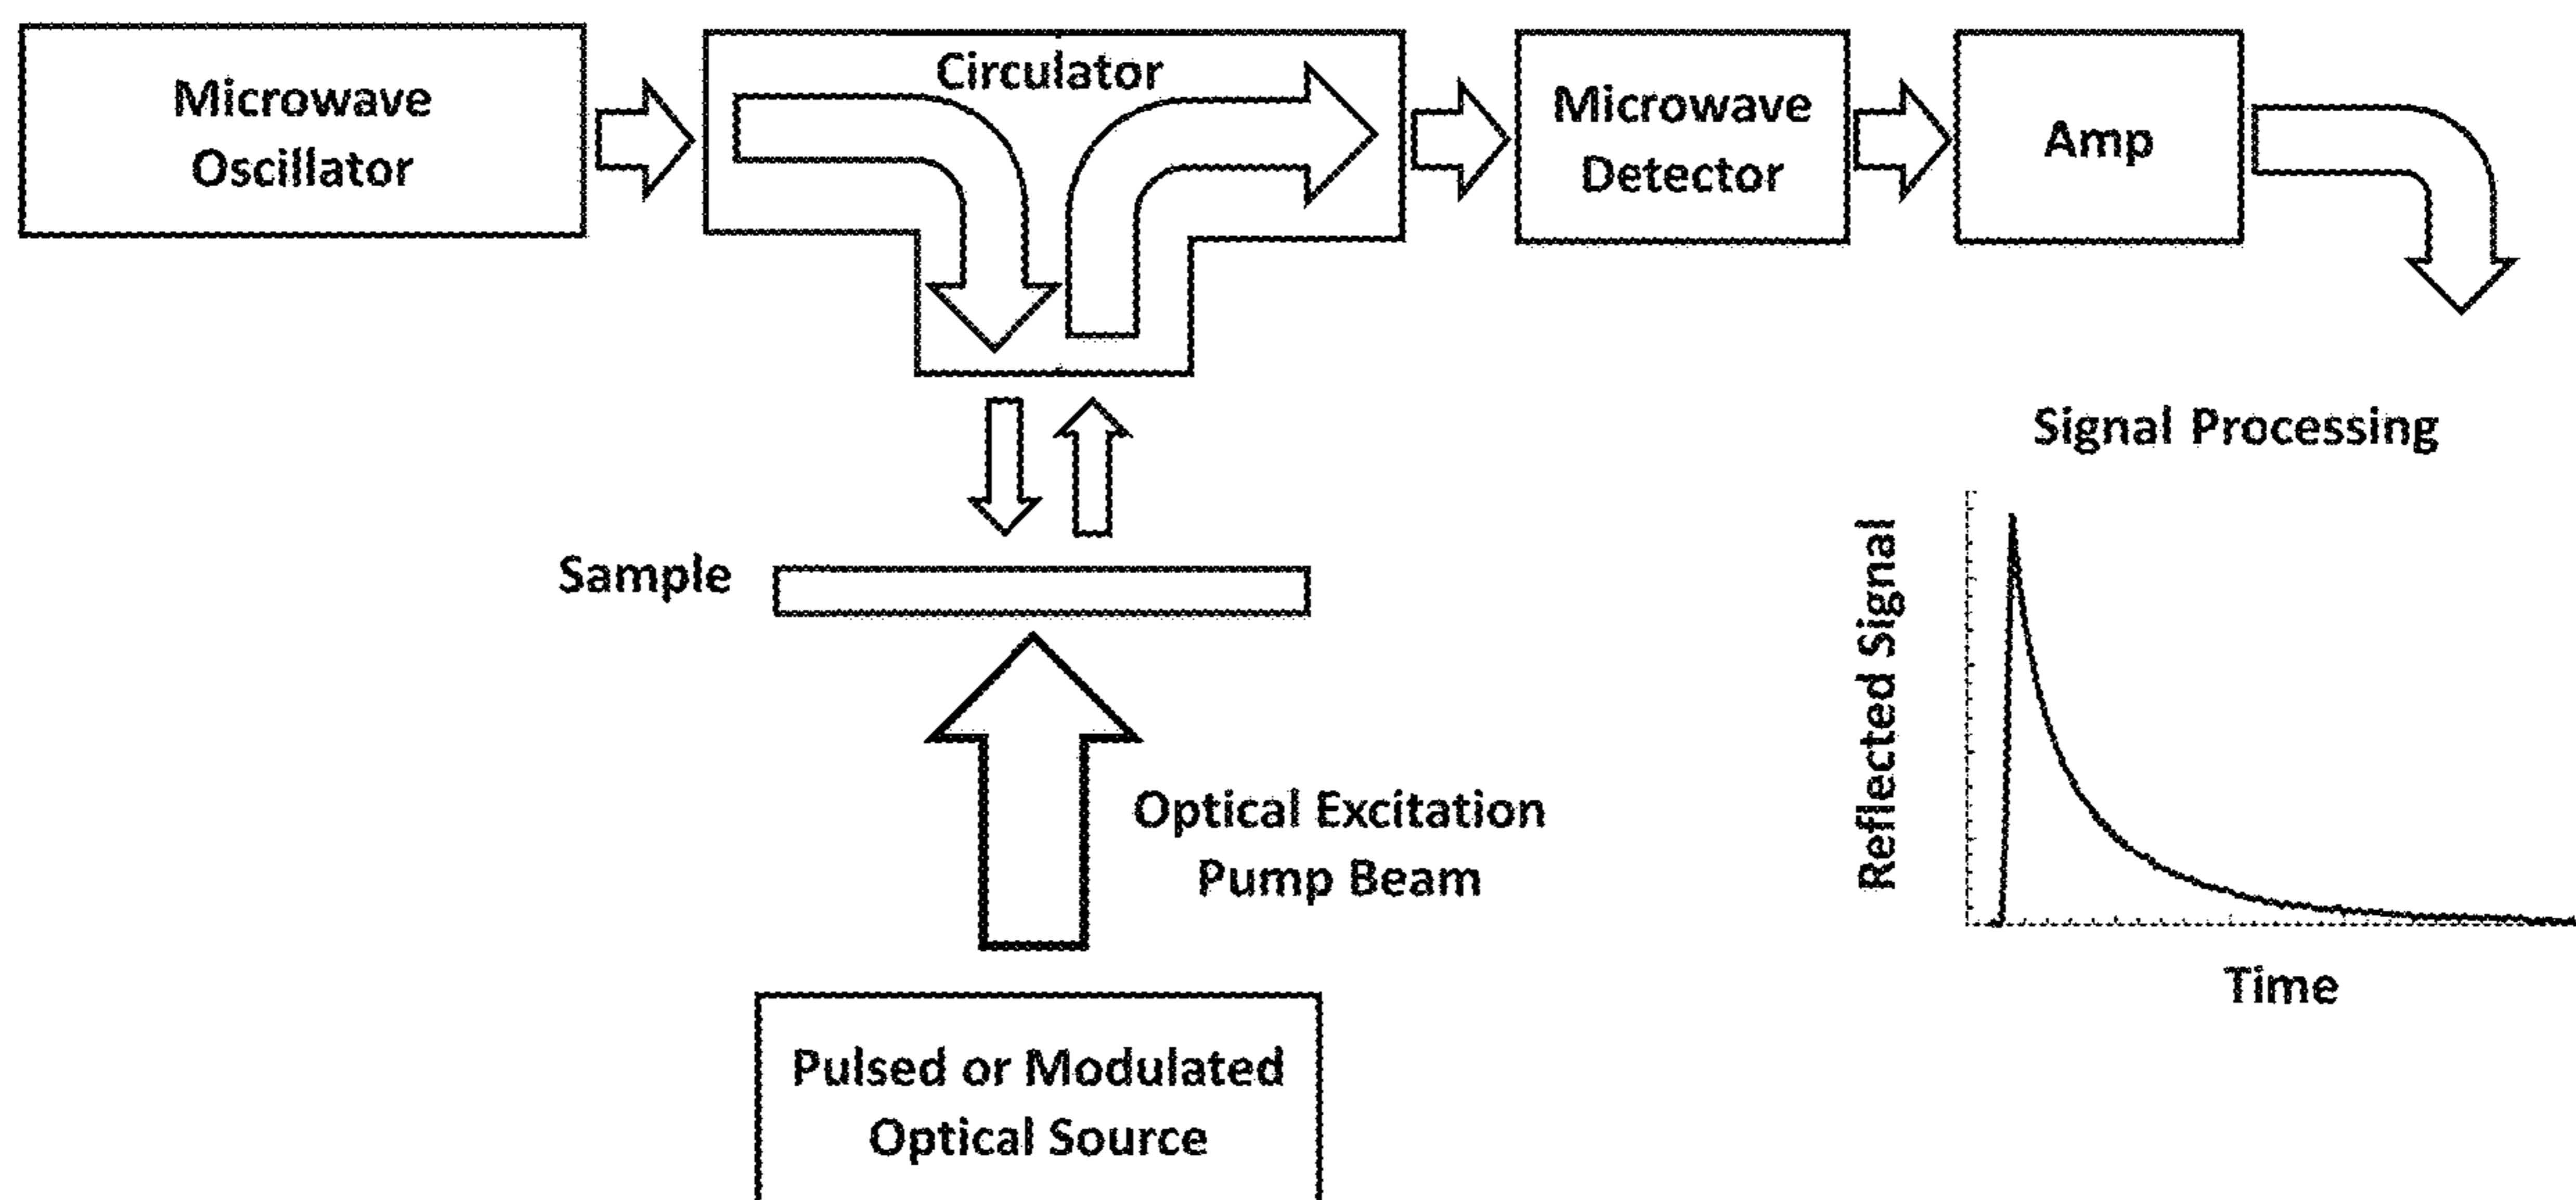 Microwave
Oscillator
Circulator
Microwave
Detector
Amp
Signal Processing
Sample
Reflected Signal
Optical Excitation
Pump Beam
Time
Pulsed or Modulated
Optical Source